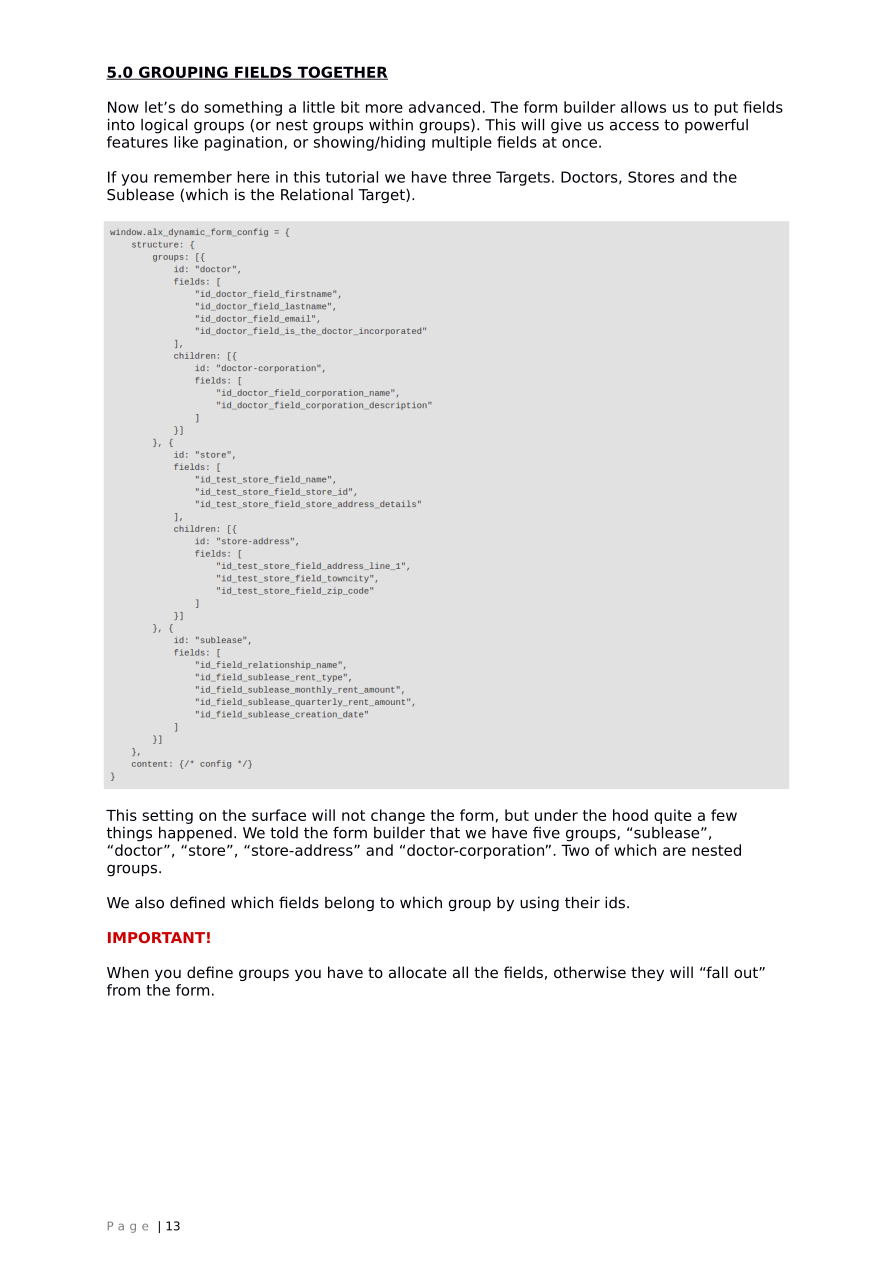 5.0 GROUPING FIELDS TOGETHER
Now let’s do something a little bit more advanced. The form builder allows us to put fields
into logical groups (or nest groups within groups). This will give us access to powerful
features like pagination, or showing/hiding multiple fields at once.
If you remember here in this tutorial we have three Targets. Doctors, Stores and the
Sublease (which is the Relational Target).
window.alx_dynamic_form_config = {
    structure: {
        groups: [{
            id: "doctor",
            fields: [
                "id_doctor_field_firstname",
                "id_doctor_field_lastname",
                "id_doctor_field_email",
                "id_doctor_field_is_the_doctor_incorporated"
            ],
            children: [{
                id: "doctor-corporation",
                fields: [
                    "id_doctor_field_corporation_name",
                    "id_doctor_field_corporation_description"
                ]
            }]
        }, {
            id: "store",
            fields: [
                "id_test_store_field_name",
                "id_test_store_field_store_id",
                "id_test_store_field_store_address_details"
            ],
            children: [{
                id: "store-address",
                fields: [
                    "id_test_store_field_address_line_1",
                    "id_test_store_field_towncity",
                    "id_test_store_field_zip_code"
                ]
            }]
        }, {
            id: "sublease",
            fields: [
                "id_field_relationship_name",
                "id_field_sublease_rent_type",
                "id_field_sublease_monthly_rent_amount",
                "id_field_sublease_quarterly_rent_amount",
                "id_field_sublease_creation_date"
            ]
        }]
    },
    content: {/* config */}
}
This setting on the surface will not change the form, but under the hood quite a few
things happened. We told the form builder that we have five groups, “sublease”,
“doctor”, “store”, “store-address” and “doctor-corporation”. Two of which are nested
groups.
We also defined which fields belong to which group by using their ids.
IMPORTANT!
When you define groups you have to allocate all the fields, otherwise they will “fall out”
from the form.
Page | 13